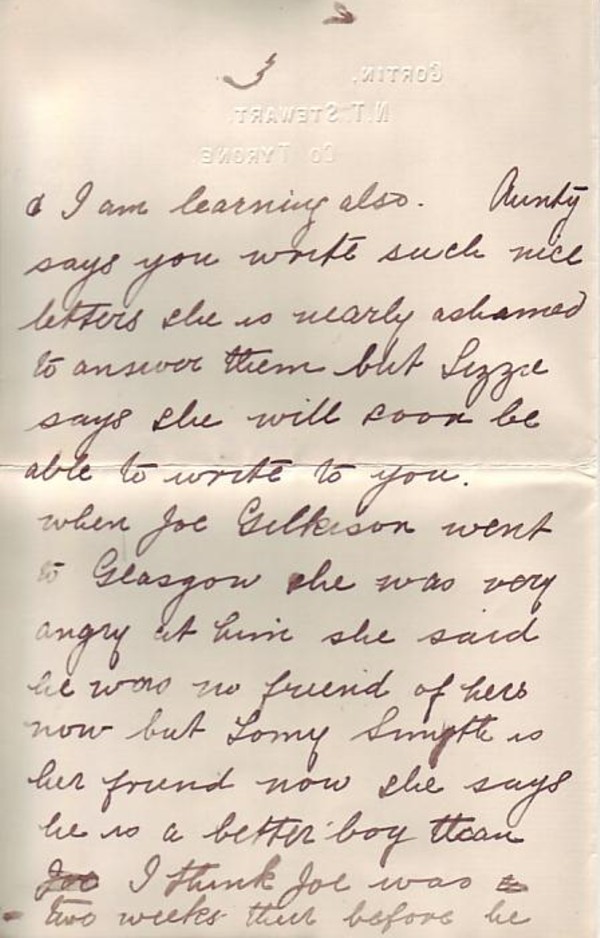 3
GORTIN.
N.T. STEWART.
CO TYRONE
& I am learning also. Aunty
says you write such nice
letters she is nearly ashamed
to answer them but Lizzie
says she will soon be
able to write to you.
when Joe Gilkison went
to Glasgow she was very
angry at him she said
he was no friend of hers
now but Tomy Smyth is
her friend now she says
he is a better boy than
Joe I think Joe was
two weeks there before he